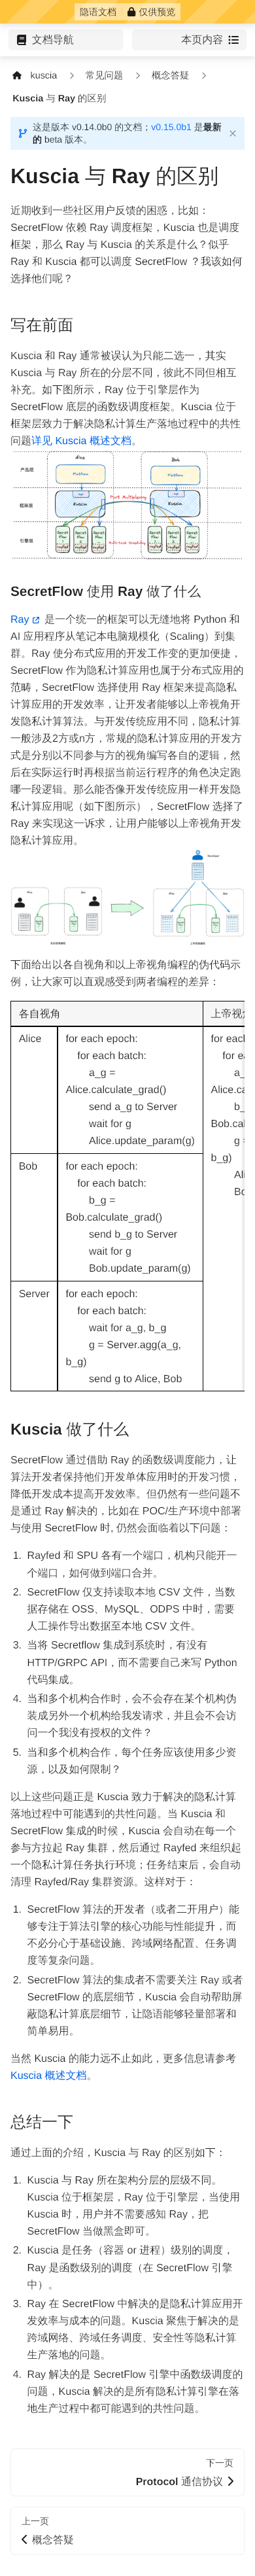 隐语文档 仅供预览
文档导航 本页内容
kuscia > 常见问题 > 概念答疑 >
Kuscia 与 Ray 的区别
这是版本 v0.14.0b0 的文档；v0.15.0b1 是最新
的 beta 版本。
Kuscia 与 Ray 的区别
近期收到一些社区用户反馈的困惑，比如：
SecretFlow 依赖 Ray 调度框架，Kuscia 也是调度
框架，那么 Ray 与 Kuscia 的关系是什么？似乎
Ray 和 Kuscia 都可以调度 SecretFlow ？我该如何
选择他们呢？
写在前面
Kuscia 和 Ray 通常被误认为只能二选一，其实
Kuscia 与 Ray 所在的分层不同，彼此不同但相互
补充。如下图所示，Ray 位于引擎层作为
SecretFlow 底层的函数级调度框架。Kuscia 位于
框架层致力于解决隐私计算生产落地过程中的共性
问题详见 Kuscia 概述文档。
Alice Bob
产品层 Platform Platform
框架层 Kuscia Port Multiplexing Kuscia
引擎层
SecretFlow 使用 Ray 做了什么
Ray 是一个统一的框架可以无缝地将 Python 和
AI 应用程序从笔记本电脑规模化（Scaling）到集
群。Ray 使分布式应用的开发工作变的更加便捷，
SecretFlow 作为隐私计算应用也属于分布式应用的
范畴，SecretFlow 选择使用 Ray 框架来提高隐私
计算应用的开发效率，让开发者能够以上帝视角开
发隐私计算算法。与开发传统应用不同，隐私计算
一般涉及2方或n方，常规的隐私计算应用的开发方
式是分别以不同参与方的视角编写各自的逻辑，然
后在实际运行时再根据当前运行程序的角色决定跑
哪一段逻辑。那么能否像开发传统应用一样开发隐
私计算应用呢（如下图所示），SecretFlow 选择了
Ray 来实现这一诉求，让用户能够以上帝视角开发
隐私计算应用。
下面给出以各自视角和以上帝视角编程的伪代码示
例，让大家可以直观感受到两者编程的差异：
各自视角 上帝视角
Alice for each epoch:
for each batch:
a_g =
Alice.calculate_grad()
send a_g to Server
wait for g
Alice.update_param(g)
Bob for each epoch:
for each batch:
b_g =
Bob.calculate_grad()
send b_g to Server
wait for g
Bob.update_param(g)
Server for each epoch:
for each batch:
wait for a_g, b_g
g = Server.agg(a_g,
b_g)
send g to Alice, Bob
Kuscia 做了什么
SecretFlow 通过借助 Ray 的函数级调度能力，让
算法开发者保持他们开发单体应用时的开发习惯，
降低开发成本提高开发效率。但仍然有一些问题不
是通过 Ray 解决的，比如在 POC/生产环境中部署
与使用 SecretFlow 时, 仍然会面临着以下问题：
1. Rayfed 和 SPU 各有一个端口，机构只能开一
个端口，如何做到端口合并。
2. SecretFlow 仅支持读取本地 CSV 文件，当数
据存储在 OSS、MySQL、ODPS 中时，需要
人工操作导出数据至本地 CSV 文件。
3. 当将 Secretflow 集成到系统时，有没有
HTTP/GRPC API，而不需要自己来写 Python
代码集成。
4. 当和多个机构合作时，会不会存在某个机构伪
装成另外一个机构给我发请求，并且会不会访
问一个我没有授权的文件？
5. 当和多个机构合作，每个任务应该使用多少资
源，以及如何限制？
以上这些问题正是 Kuscia 致力于解决的隐私计算
落地过程中可能遇到的共性问题。当 Kuscia 和
SecretFlow 集成的时候，Kuscia 会自动在每一个
参与方拉起 Ray 集群，然后通过 Rayfed 来组织起
一个隐私计算任务执行环境；任务结束后，会自动
清理 Rayfed/Ray 集群资源。这样对于：
1. SecretFlow 算法的开发者（或者二开用户）能
够专注于算法引擎的核心功能与性能提升，而
不必分心于基础设施、跨域网络配置、任务调
度等复杂问题。
2. SecretFlow 算法的集成者不需要关注 Ray 或者
SecretFlow 的底层细节，Kuscia 会自动帮助屏
蔽隐私计算底层细节，让隐语能够轻量部署和
简单易用。
当然 Kuscia 的能力远不止如此，更多信息请参考
Kuscia 概述文档。
总结一下
通过上面的介绍，Kuscia 与 Ray 的区别如下：
1. Kuscia 与 Ray 所在架构分层的层级不同。
Kuscia 位于框架层，Ray 位于引擎层，当使用
Kuscia 时，用户并不需要感知 Ray，把
SecretFlow 当做黑盒即可。
2. Kuscia 是任务（容器 or 进程）级别的调度，
Ray 是函数级别的调度（在 SecretFlow 引擎
中）。
3. Ray 在 SecretFlow 中解决的是隐私计算应用开
发效率与成本的问题。Kuscia 聚焦于解决的是
跨域网络、跨域任务调度、安全性等隐私计算
生产落地的问题。
4. Ray 解决的是 SecretFlow 引擎中函数级调度的
问题，Kuscia 解决的是所有隐私计算引擎在落
地生产过程中都可能遇到的共性问题。
下一页
Protocol 通信协议
上一页
概念答疑